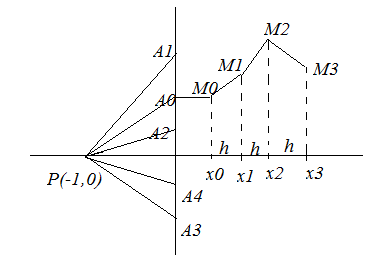 M2
A1
M1
M3
M0
A0
A2
h h h
P(-1,0)
x0 x1 x2 x3
A4
A3